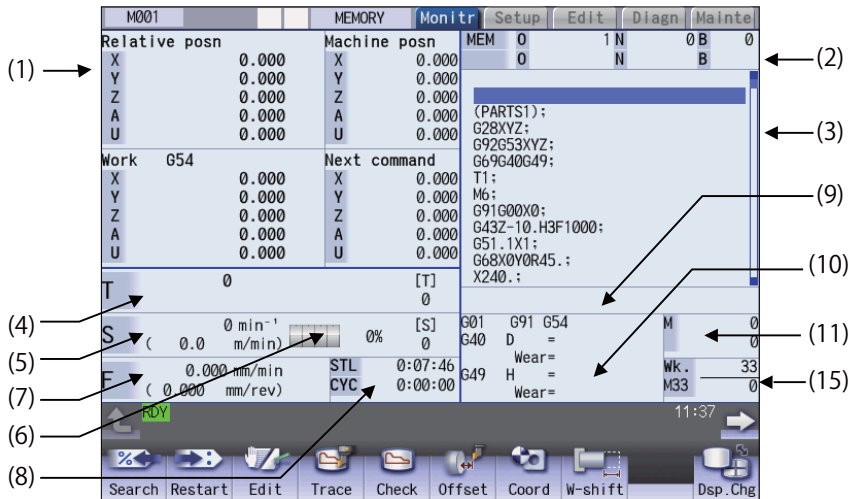 M001 MEMORY Monitr Setup Edit Diagn Mainte
Relative posn
X 0.000
Y 0.000
Z 0.000
A 0.000
U 0.000
Machine posn
X 0.000
Y 0.000
Z 0.000
A 0.000
U 0.000
MEM O 1 N 0 B 0
O N B
(PARTS1);
G28XYZ;
G92G53XYZ;
G69G40G49;
T1;
M6;
G91G00X0;
G43Z-10.H3F1000;
G51.1X1;
G68X0Y0R45.;
X240.;
Work G54
X 0.000
Y 0.000
Z 0.000
A 0.000
U 0.000
Next command
X 0.000
Y 0.000
Z 0.000
A 0.000
U 0.000
T 0 [T]
0
S 0 min⁻¹ 0% [S]
( 0.0 m/min) 0
F 0.000 mm/min
( 0.000 mm/rev)
STL 0:07:46
CYC 0:00:00
G01 G91 G54
G40 D =
Wear=
G49 H =
Wear=
M 0
0
Wk. 33
M33 0
RDY 11:37
Search Restart Edit Trace Check Offset Coord W-shift Dsp.Chg
(1)
(2)
(3)
(9)
(10)
(4)
(5)
(11)
(7)
(15)
(6)
(8)